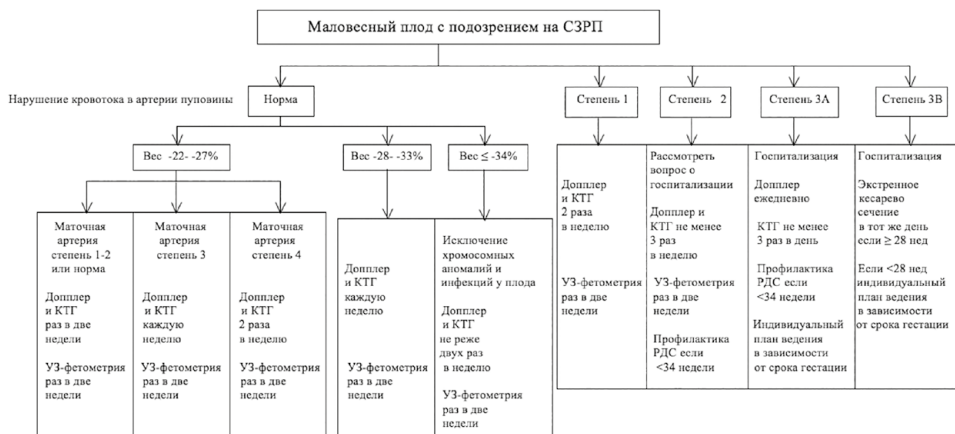 Маловесный плод с подозрением на СЗРП
Нарушение кровотока в артерии пуповины
Норма
Степень 1
Степень 2
Степень 3А
Степень 3В
Вес -22- -27%
Вес -28- -33%
Вес ≤ -34%
Маточная
артерия
степень 1-2
или норма
Допплер
и КТГ
раз в две
недели
УЗ-фетометрия
раз в две
недели
Маточная
артерия
степень 3
Допплер
и КТГ
каждую
неделю
УЗ-фетометрия
раз в две
недели
Маточная
артерия
степень 4
Допплер
и КТГ
2 раза
в неделю
УЗ-фетометрия
раз в две
недели
Допплер
и КТГ
каждую
неделю
УЗ-фетометрия
раз в две
недели
Исключение
хромосомных
аномалий и
инфекций у плода
Допплер
и КТГ
не реже
двух раз
в неделю
УЗ-фетометрия
раз в две
недели
Допплер
и КТГ
2 раза
в неделю
УЗ-фетометрия
раз в две
недели
Рассмотреть
вопрос о
госпитализации
Допплер и
КТГ не менее
3 раз
в неделю
УЗ-фетометрия
раз в две
недели
Профилактика
РДС если
<34 недели
Госпитализация
Допплер
ежедневно
КТГ не менее
3 раз в день
Профилактика
РДС если
<34 недели
Индивидуальный
план ведения
в зависимости
от срока гестации
Госпитализация
Экстренное
кесарево
сечение
в тот же день
если ≥ 28 нед
Если <28 нед
индивидуальный
план ведения
в зависимости
от срока гестации